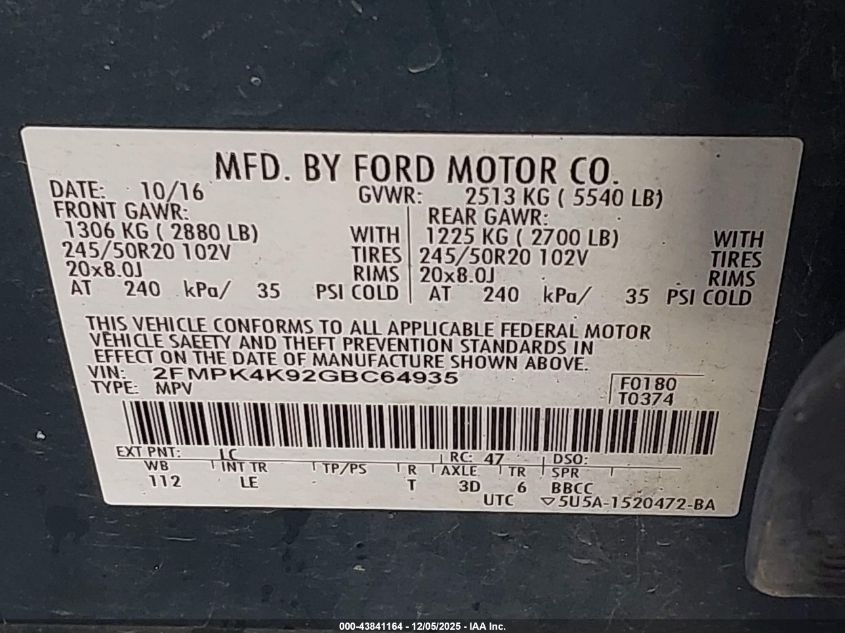 MFD. BY FORD MOTOR CO.
DATE: 10/16 GVWR: 2513 KG ( 5540 LB)
FRONT GAWR: REAR GAWR:
1306 KG ( 2880 LB) WITH 1225 KG ( 2700 LB) WITH
245/50R20 102V TIRES 245/50R20 102V TIRES
20x8.0J RIMS 20x8.0J RIMS
AT 240 kPa/ 35 PSI COLD AT 240 kPa/ 35 PSI COLD
THIS VEHICLE CONFORMS TO ALL APPLICABLE FEDERAL MOTOR
VEHICLE SAFETY AND THEFT PREVENTION STANDARDS IN
EFFECT ON THE DATE OF MANUFACTURE SHOWN ABOVE.
VIN: 2FMPK4K92GBC64935 F0180
TYPE: MPV T0374
EXT PNT: LC RC: 47 DSO:
WB INT TR TP/PS R AXLE TR SPR
112 LE T 3D 6 BBCC
UTC ▽5U5A-1520472-BA
000-43841164 - 12/05/2025 - IAA Inc.